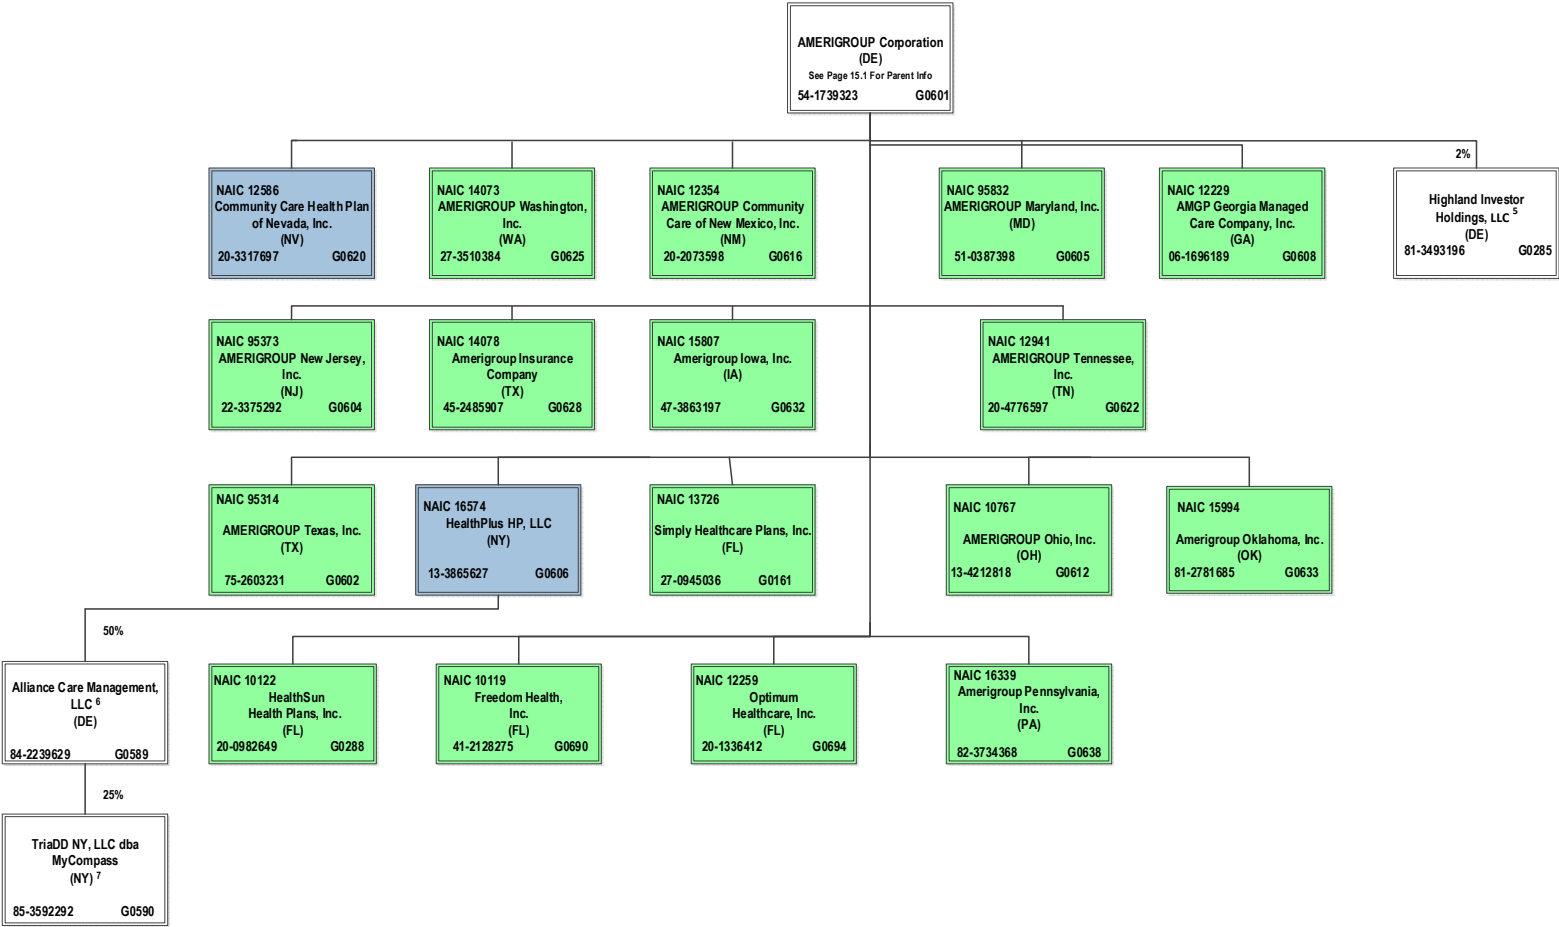 AMERIGROUP Corporation
(DE)
See Page 15.1 For Parent Info
54-1739323 G0601
2%
NAIC 12586
Community Care Health Plan
of Nevada, Inc.
(NV)
20-3317697 G0620
NAIC 14073
AMERIGROUP Washington,
Inc.
(WA)
27-3510384 G0625
NAIC 12354
AMERIGROUP Community
Care of New Mexico, Inc.
(NM)
20-2073598 G0616
NAIC 95832
AMERIGROUP Maryland, Inc.
(MD)
51-0387398 G0605
NAIC 12229
AMGP Georgia Managed
Care Company, Inc.
(GA)
06-1696189 G0608
Highland Investor
Holdings, LLC 5
(DE)
81-3493196 G0285
NAIC 95373
AMERIGROUP New Jersey,
Inc.
(NJ)
22-3375292 G0604
NAIC 14078
Amerigroup Insurance
Company
(TX)
45-2485907 G0628
NAIC 15807
Amerigroup Iowa, Inc.
(IA)
47-3863197 G0632
NAIC 12941
AMERIGROUP Tennessee,
Inc.
(TN)
20-4776597 G0622
NAIC 95314
AMERIGROUP Texas, Inc.
(TX)
75-2603231 G0602
NAIC 16574
HealthPlus HP, LLC
(NY)
13-3865627 G0606
NAIC 13726
Simply Healthcare Plans, Inc.
(FL)
27-0945036 G0161
NAIC 10767
AMERIGROUP Ohio, Inc.
(OH)
13-4212818 G0612
NAIC 15994
Amerigroup Oklahoma, Inc.
(OK)
81-2781685 G0633
50%
Alliance Care Management,
LLC 6
(DE)
84-2239629 G0589
NAIC 10122
HealthSun
Health Plans, Inc.
(FL)
20-0982649 G0288
NAIC 10119
Freedom Health,
Inc.
(FL)
41-2128275 G0690
NAIC 12259
Optimum
Healthcare, Inc.
(FL)
20-1336412 G0694
NAIC 16339
Amerigroup Pennsylvania,
Inc.
(PA)
82-3734368 G0638
25%
TriaDD NY, LLC dba
MyCompass
(NY) 7
85-3592292 G0590